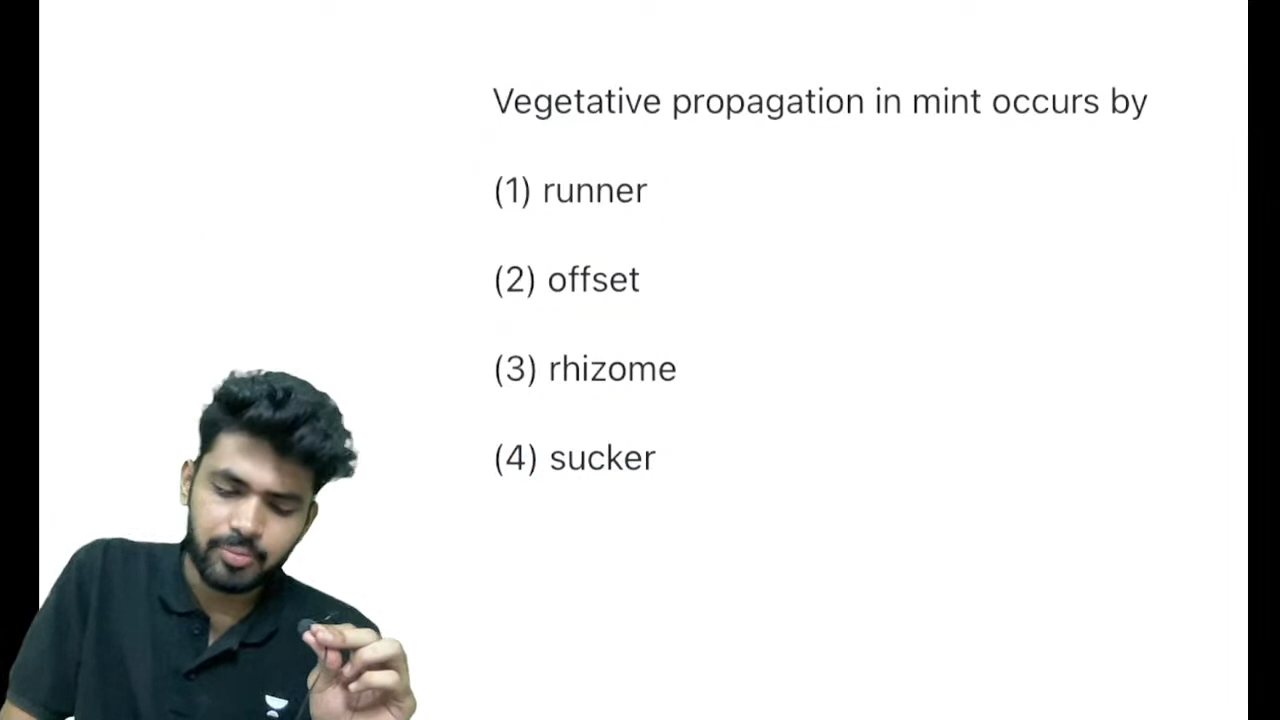 Vegetative propagation in mint occurs by
(1) runner
(2) offset
(3) rhizome
(4) sucker